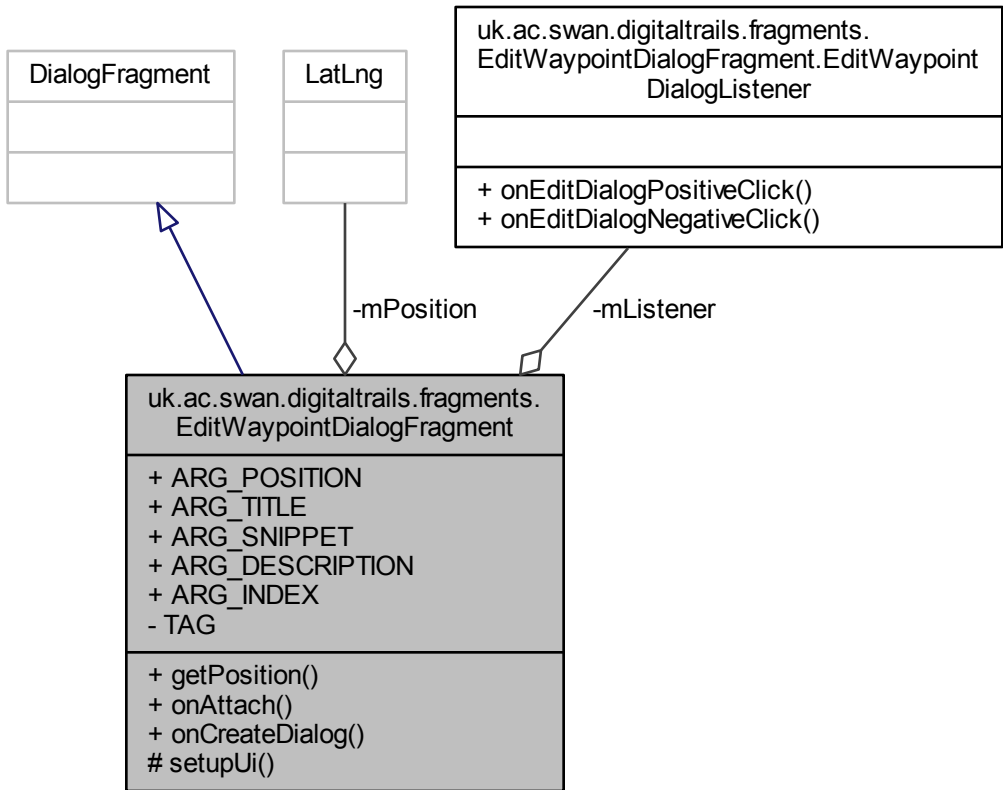 DialogFragment
LatLng
uk.ac.swan.digitaltrails.fragments.
EditWaypointDialogFragment.EditWaypoint
DialogListener
+ onEditDialogPositiveClick()
+ onEditDialogNegativeClick()
-mPosition
-mListener
uk.ac.swan.digitaltrails.fragments.
EditWaypointDialogFragment
+ ARG_POSITION
+ ARG_TITLE
+ ARG_SNIPPET
+ ARG_DESCRIPTION
+ ARG_INDEX
- TAG
+ getPosition()
+ onAttach()
+ onCreateDialog()
# setupUi()